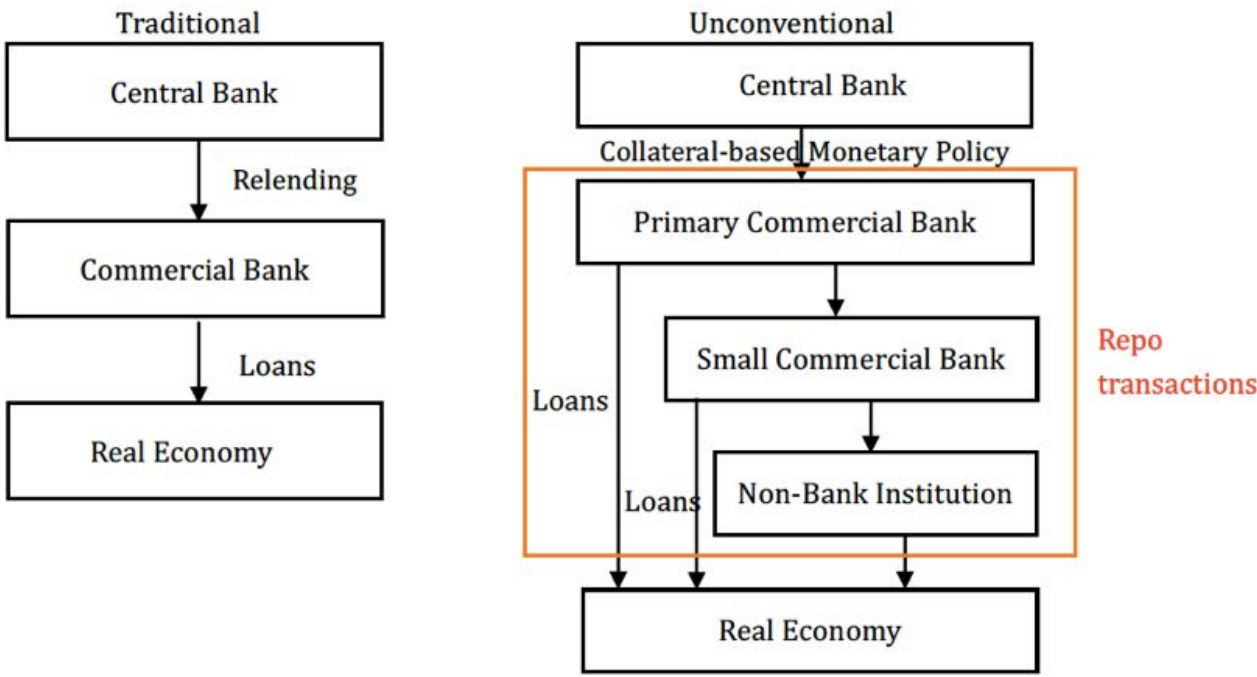 Traditional
Central Bank
Relending
Commercial Bank
Loans
Real Economy
Unconventional
Central Bank
Collateral-based Monetary Policy
Primary Commercial Bank
Small Commercial Bank
Loans
Non-Bank Institution
Loans
Real Economy
Repo
transactions